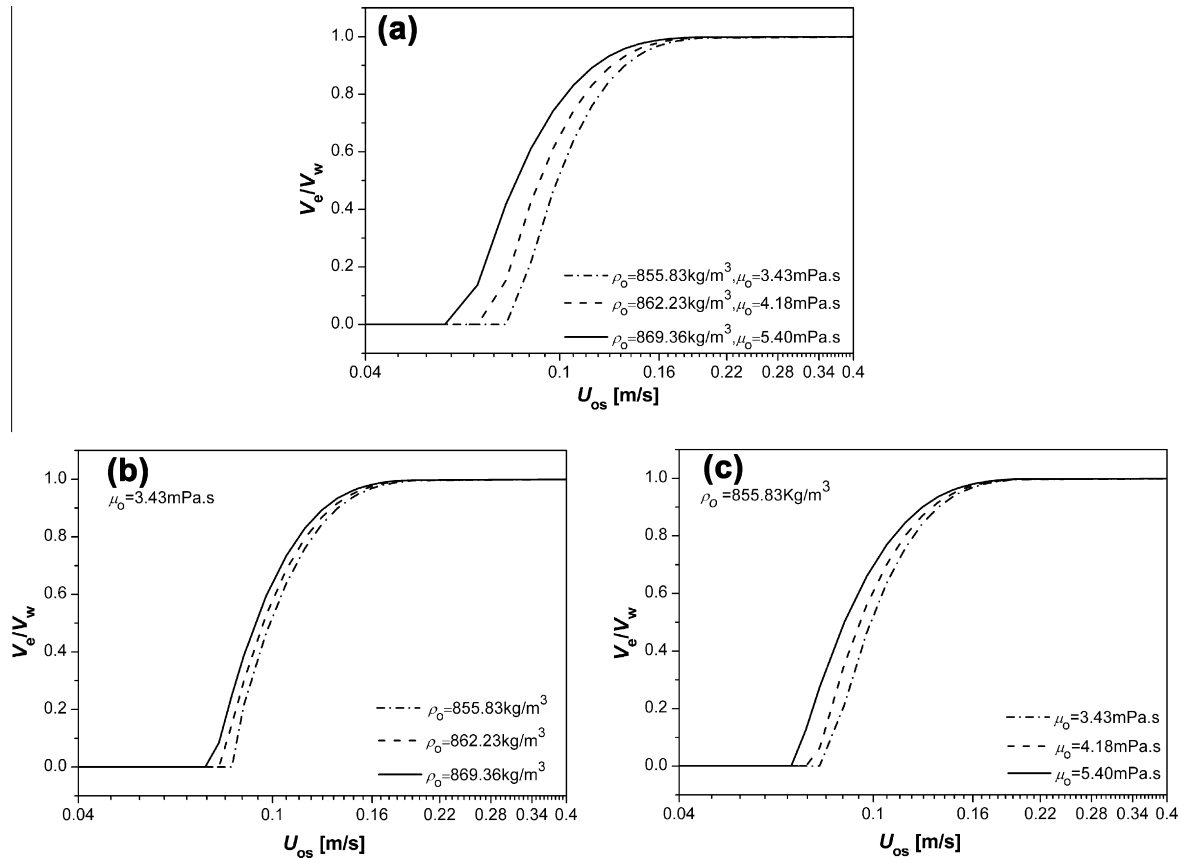 (a)
1.0
0.8
0.6
0.4
0.2
0.0
Ve/Vw
ρo=855.83kg/m³,μo=3.43mPa.s
ρo=862.23kg/m³,μo=4.18mPa.s
ρo=869.36kg/m³,μo=5.40mPa.s
0.04 0.1 0.16 0.22 0.28 0.34 0.4
Uos [m/s]
(b)
μo=3.43mPa.s
1.0
0.8
0.6
0.4
0.2
0.0
Ve/Vw
ρo=855.83kg/m³
ρo=862.23kg/m³
ρo=869.36kg/m³
0.04 0.1 0.16 0.22 0.28 0.34 0.4
Uos [m/s]
(c)
ρo =855.83Kg/m³
1.0
0.8
0.6
0.4
0.2
0.0
Ve/Vw
μo=3.43mPa.s
μo=4.18mPa.s
μo=5.40mPa.s
0.04 0.1 0.16 0.22 0.28 0.34 0.4
Uos [m/s]